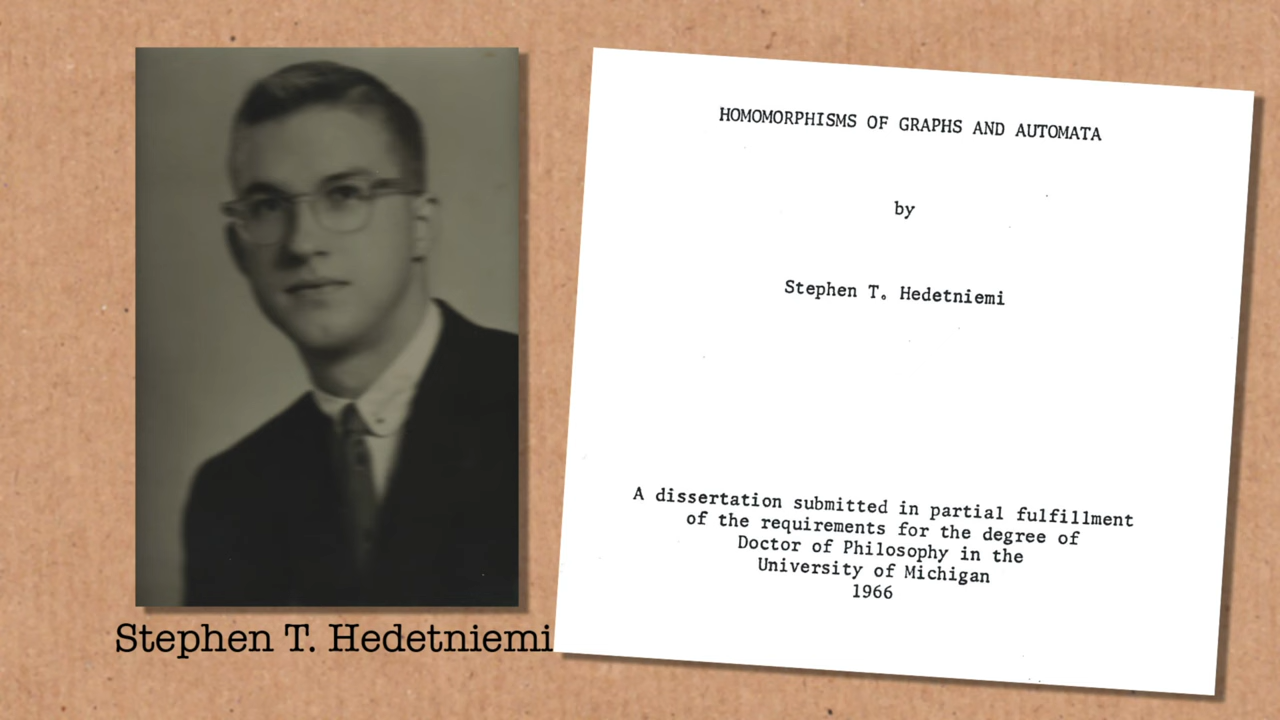 HOMOMORPHISMS OF GRAPHS AND AUTOMATA
by
Stephen T. Hedetniemi
A dissertation submitted in partial fulfillment
of the requirements for the degree of
Doctor of Philosophy in the
University of Michigan
1966
Stephen T. Hedetniemi